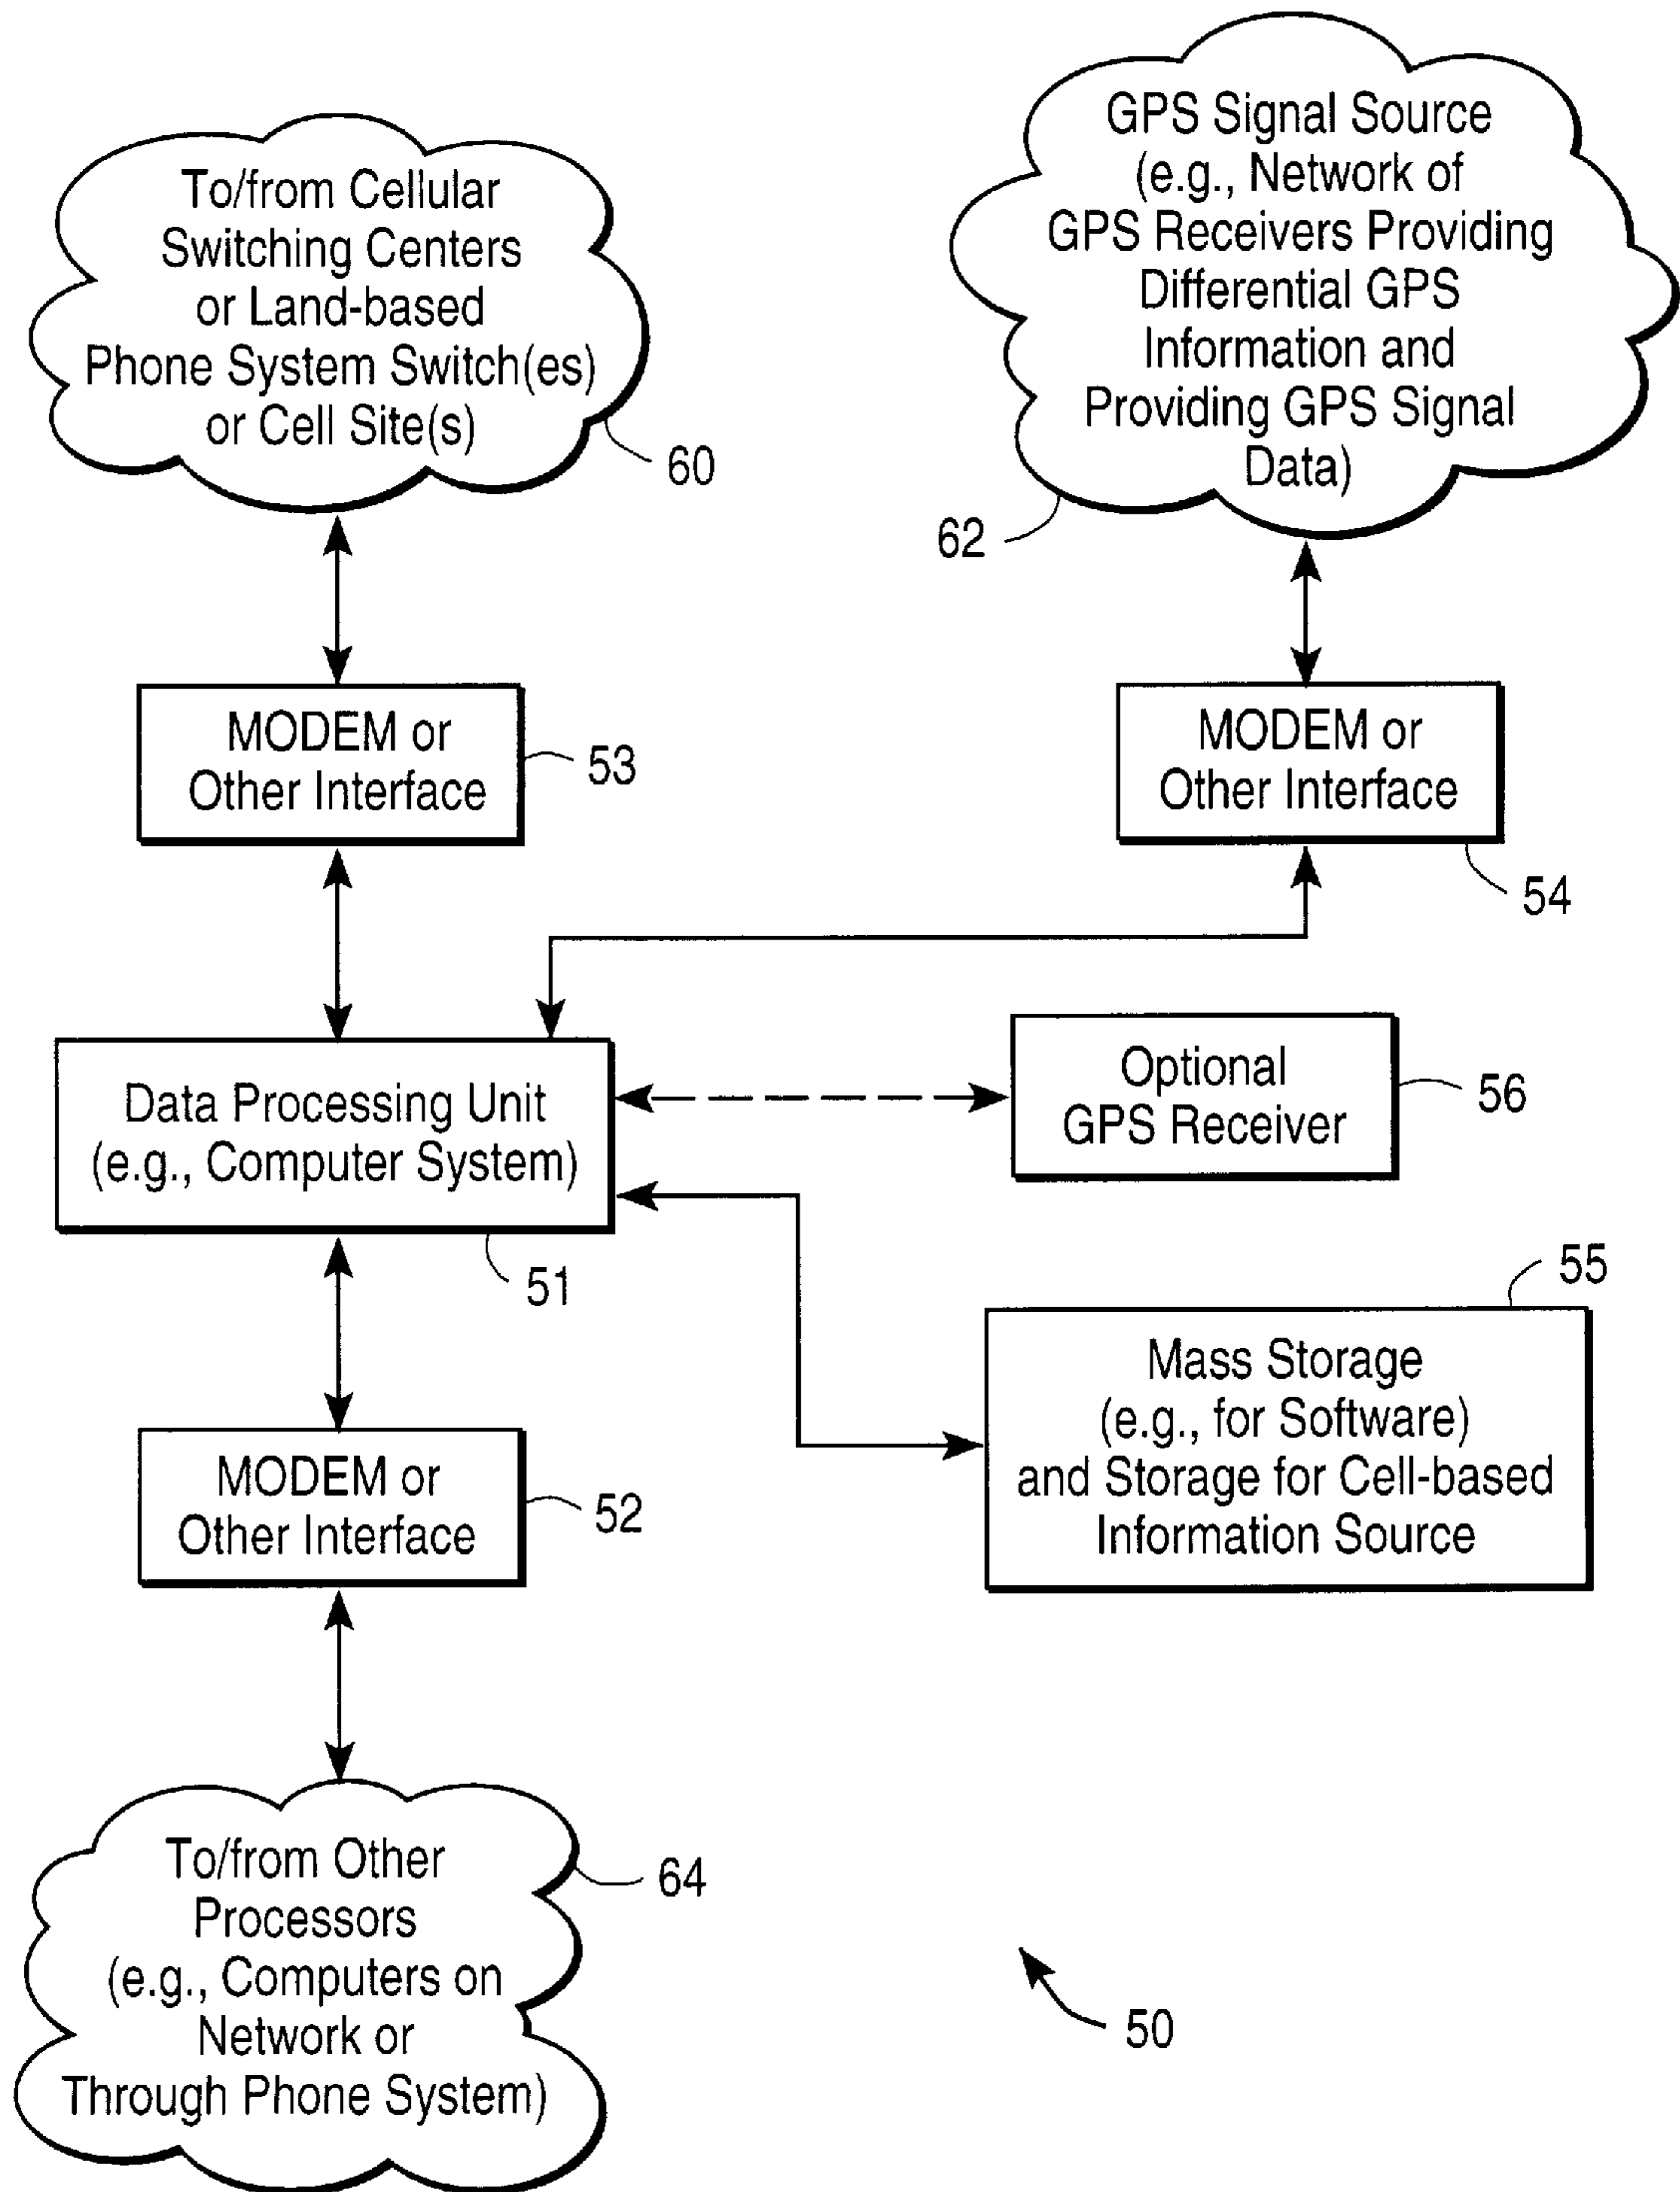 To/from Cellular
Switching Centers
or Land-based
Phone System Switch(es)
or Cell Site(s)
60
GPS Signal Source
(e.g., Network of
GPS Receivers Providing
Differential GPS
Information and
Providing GPS Signal
Data)
62
MODEM or
Other Interface
53
MODEM or
Other Interface
54
Data Processing Unit
(e.g., Computer System)
51
Optional
GPS Receiver
56
55
Mass Storage
(e.g., for Software)
and Storage for Cell-based
Information Source
MODEM or
Other Interface
52
To/from Other
Processors
(e.g., Computers on
Network or
Through Phone System)
64
50